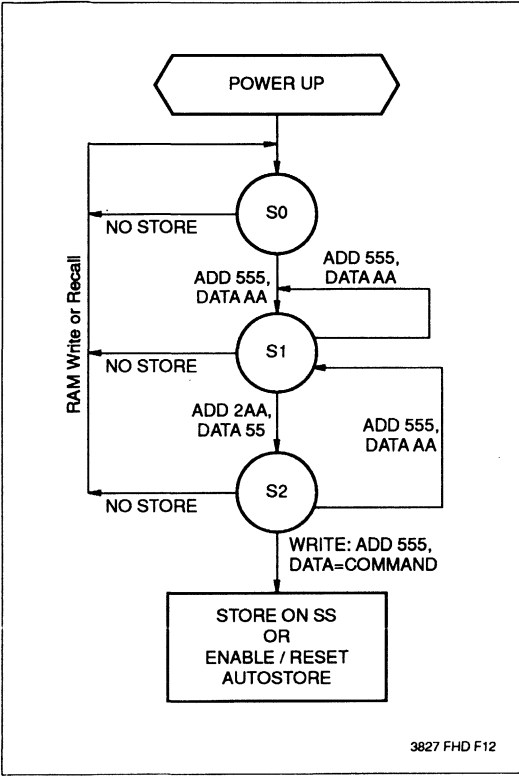 POWER UP
S0
NO STORE
ADD 555,
DATA AA
ADD 555,
DATA AA
S1
NO STORE
RAM Write or Recall
ADD 2AA,
DATA 55
ADD 555,
DATA AA
S2
NO STORE
WRITE: ADD 555,
DATA=COMMAND
STORE ON SS
OR
ENABLE / RESET
AUTOSTORE
3827 FHD F12